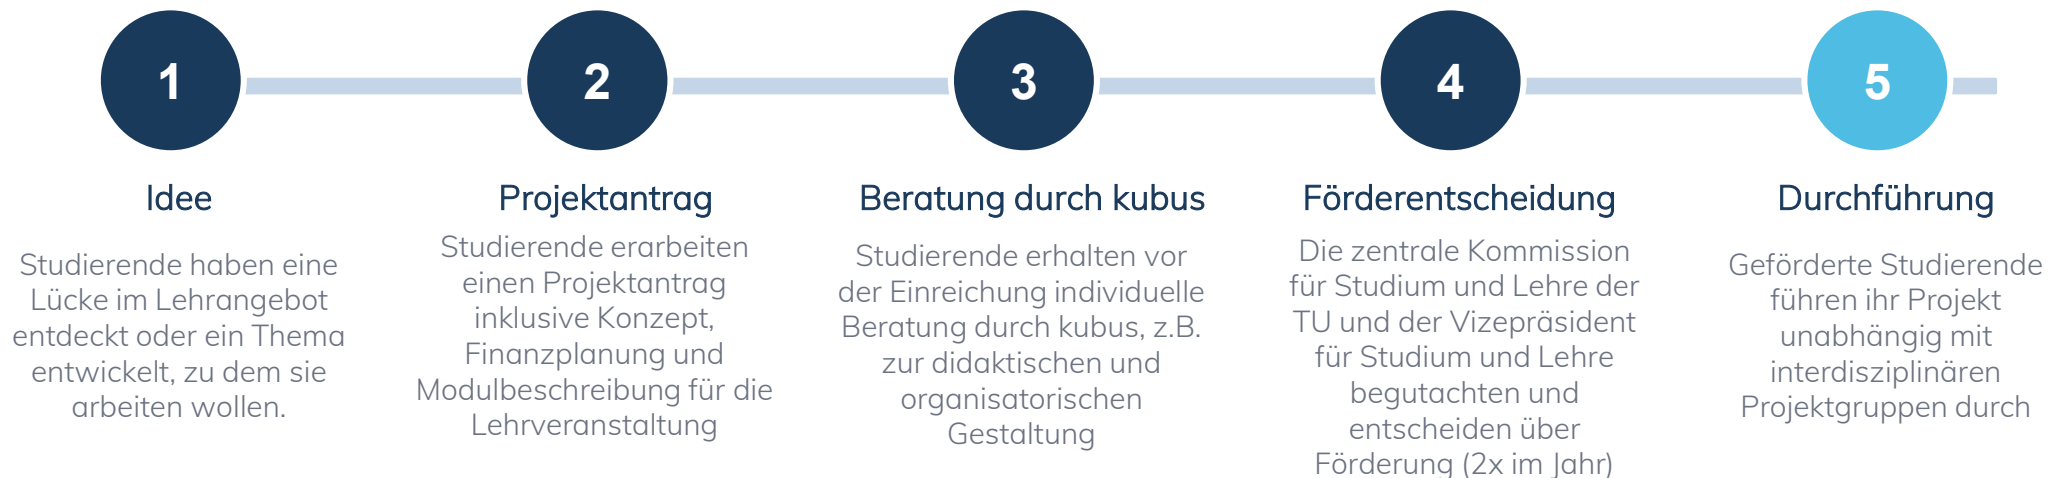 1
Idee
Studierende haben eine
Lücke im Lehrangebot
entdeckt oder ein Thema
entwickelt, zu dem sie
arbeiten wollen.
2
Projektantrag
Studierende erarbeiten
einen Projektantrag
inklusive Konzept,
Finanzplanung und
Modulbeschreibung für die
Lehrveranstaltung
3
Beratung durch kubus
Studierende erhalten vor
der Einreichung individuelle
Beratung durch kubus, z.B.
zur didaktischen und
organisatorischen
Gestaltung
4
Förderentscheidung
Die zentrale Kommission
für Studium und Lehre der
TU und der Vizepräsident
für Studium und Lehre
begutachten und
entscheiden über
Förderung (2x im Jahr)
5
Durchführung
Geförderte Studierende
führen ihr Projekt
unabhängig mit
interdisziplinären
Projektgruppen durch